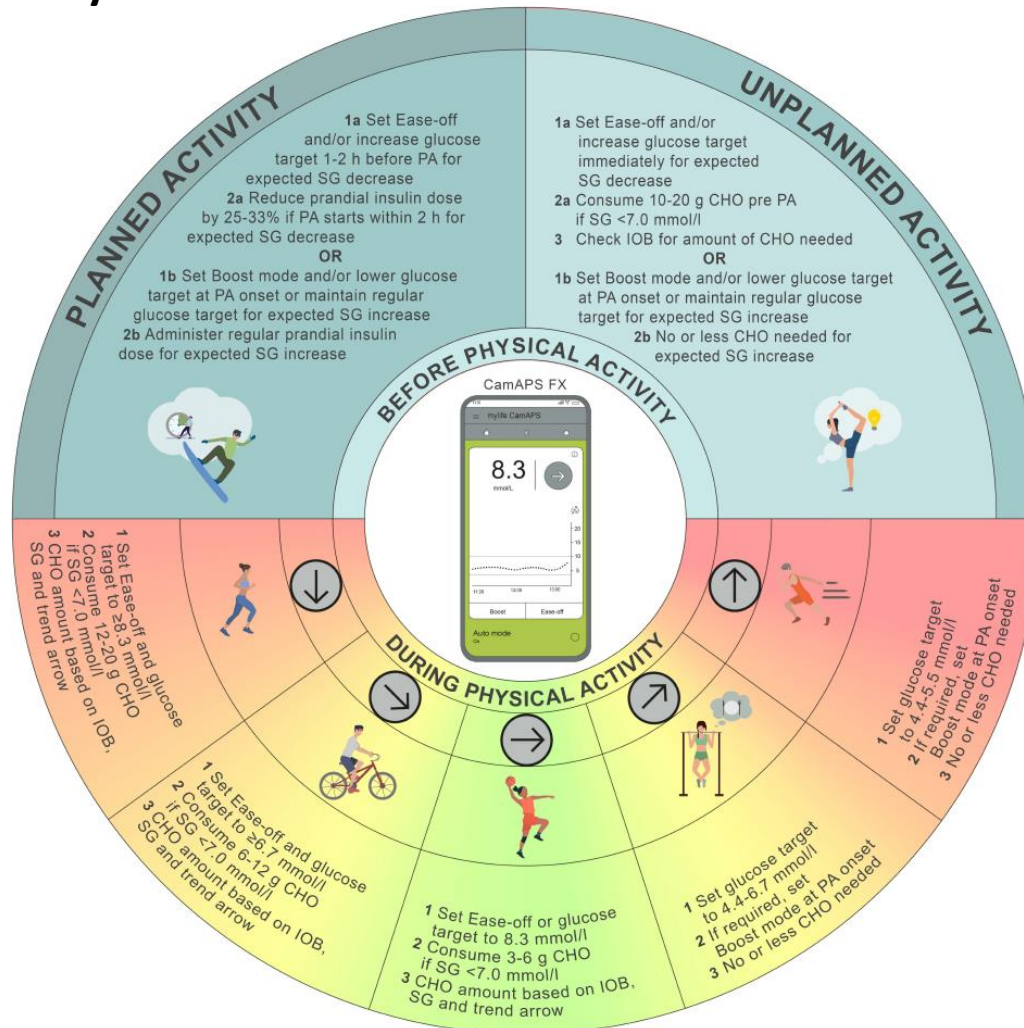 PLANNED ACTIVITY
1a Set Ease-off
and/or increase glucose
target 1-2 h before PA for
expected SG decrease
2a Reduce prandial insulin dose
by 25-33% if PA starts within 2 h for
expected SG decrease
OR
1b Set Boost mode and/or lower glucose
target at PA onset or maintain regular
glucose target for expected SG increase
2b Administer regular prandial insulin
dose for expected SG increase
UNPLANNED ACTIVITY
1a Set Ease-off and/or
increase glucose target
immediately for expected
SG decrease
2a Consume 10-20 g CHO pre PA
if SG <7.0 mmol/l
3 Check IOB for amount of CHO needed
OR
1b Set Boost mode and/or lower glucose target
at PA onset or maintain regular glucose
target for expected SG increase
2b No or less CHO needed for
expected SG increase
BEFORE PHYSICAL ACTIVITY
CamAPS FX
mylife CamAPS
8.3
mmol/L
20
15
10
5
11:30 12:00 13:00
Boost Ease-off
Auto mode
On
DURING PHYSICAL ACTIVITY
1 Set Ease-off and glucose
target to ≥8.3 mmol/l
2 Consume 12-20 g CHO
if SG <7.0 mmol/l
3 CHO amount based on IOB,
SG and trend arrow
1 Set Ease-off and glucose
target to ≥6.7 mmol/l
2 Consume 6-12 g CHO
if SG <7.0 mmol/l
3 CHO amount based on IOB,
SG and trend arrow
1 Set Ease-off or glucose
target to 8.3 mmol/l
2 Consume 3-6 g CHO
if SG <7.0 mmol/l
3 CHO amount based on IOB,
SG and trend arrow
1 Set glucose target
to 4.4-6.7 mmol/l
2 If required, set
Boost mode at PA onset
3 No or less CHO needed
1 Set glucose target
to 4.4-5.5 mmol/l
2 If required, set
Boost mode at PA onset
3 No or less CHO needed